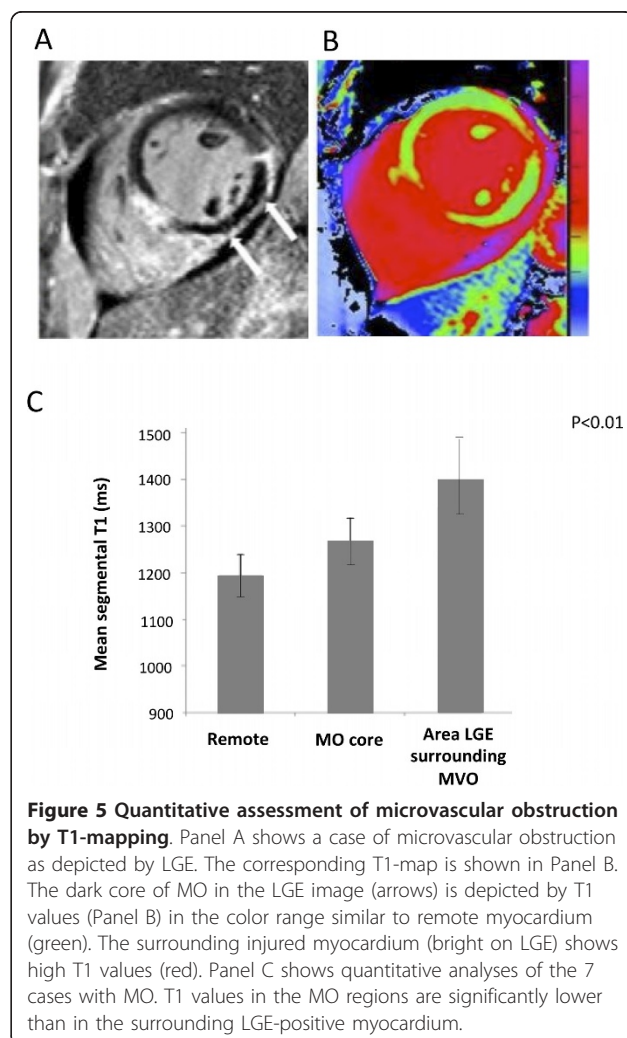 A
B
C
P<0.01
Mean segmental T1 (ms)
1500
1400
1300
1200
1100
1000
900
Remote
MO core
Area LGE
surrounding
MVO
Figure 5 Quantitative assessment of microvascular obstruction
by T1-mapping. Panel A shows a case of microvascular obstruction
as depicted by LGE. The corresponding T1-map is shown in Panel B.
The dark core of MO in the LGE image (arrows) is depicted by T1
values (Panel B) in the color range similar to remote myocardium
(green). The surrounding injured myocardium (bright on LGE) shows
high T1 values (red). Panel C shows quantitative analyses of the 7
cases with MO. T1 values in the MO regions are significantly lower
than in the surrounding LGE-positive myocardium.